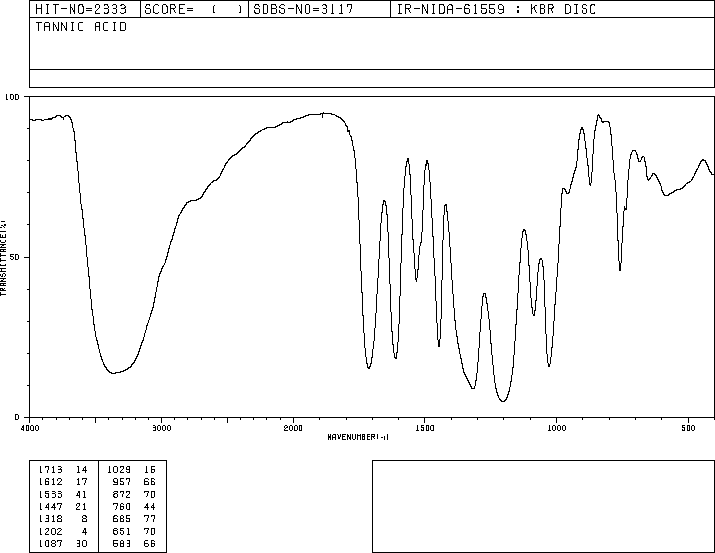 HIT-NO=2333 SCORE= ( ) SDBS-NO=3117 IR-NIDA-61559 : KBR DISC
TANNIC ACID
100
TRANSMITTANCE(%)
50
0
4000 3000 2000 1500 1000 500
WAVENUMBER(-1)
1713 14 1029 16
1612 17 957 66
1533 41 872 70
1447 21 760 44
1318 8 685 77
1202 4 651 70
1087 30 583 66